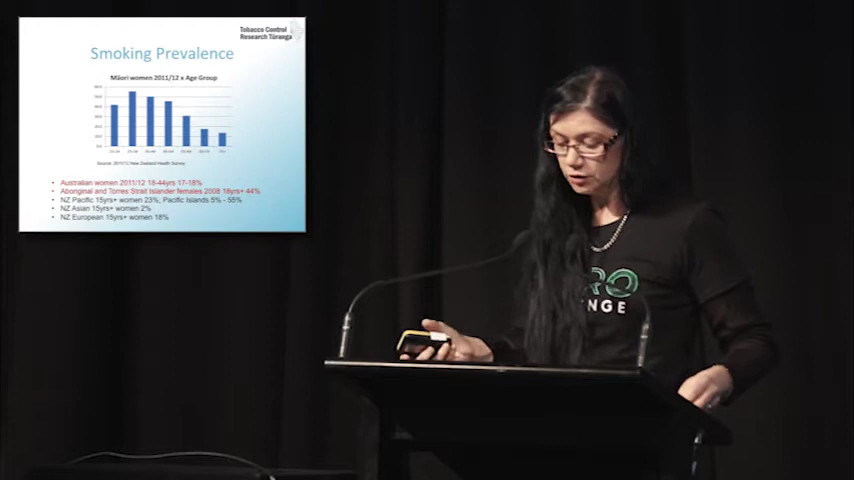 Tobacco Control
Research Tūranga
Smoking Prevalence
Māori women 2011/12 x Age Group
Source: 2011/12 New Zealand Health Survey
• Australian women 2011/12 18-44yrs 17-18%
• Aboriginal and Torres Strait Islander females 2008 18yrs+ 44%
• NZ Pacific 15yrs+ women 23%; Pacific Islands 5% - 55%
• NZ Asian 15yrs+ women 2%
• NZ European 15yrs+ women 18%
RO
NGE